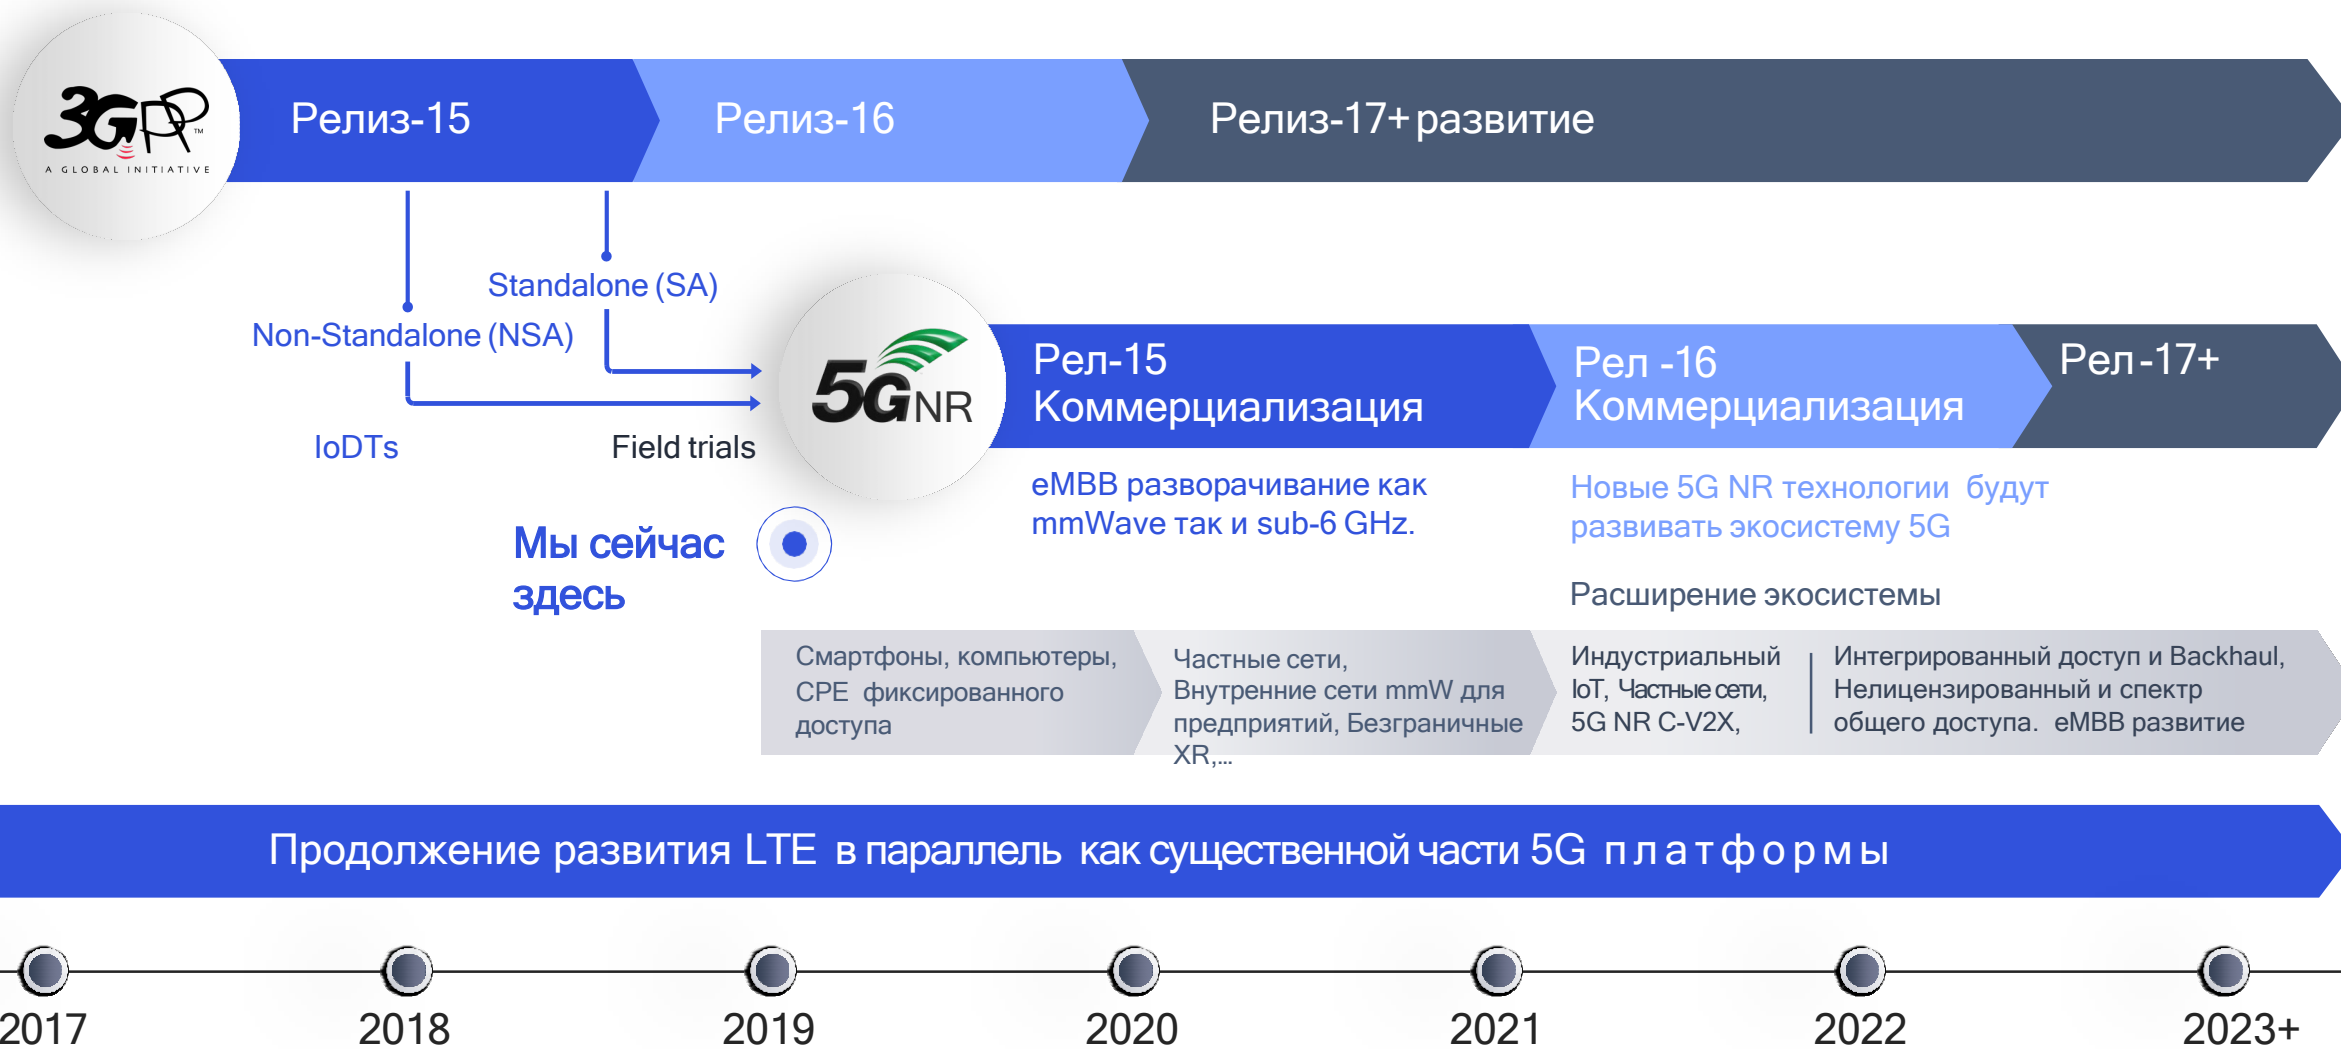 3GPP™
A GLOBAL INITIATIVE
Релиз-15
Релиз-16
Релиз-17+ развитие
Standalone (SA)
Non-Standalone (NSA)
IoDTs
Field trials
5G NR
Рел-15
Коммерциализация
Рел -16
Коммерциализация
Рел -17+
eMBB разворачивание как
mmWave так и sub-6 GHz.
Новые 5G NR технологии будут
развивать экосистему 5G
Мы сейчас
здесь
Расширение экосистемы
Смартфоны, компьютеры,
CPE фиксированного
доступа
Частные сети,
Внутренние сети mmW для
предприятий, Безграничные
XR,...
Индустриальный
IoT, Частные сети,
5G NR C-V2X,
Интегрированный доступ и Backhaul,
Нелицензированный и спектр
общего доступа. eMBB развитие
Продолжение развития LTE в параллель как существенной части 5G п л а т ф о р м ы
2017
2018
2019
2020
2021
2022
2023+